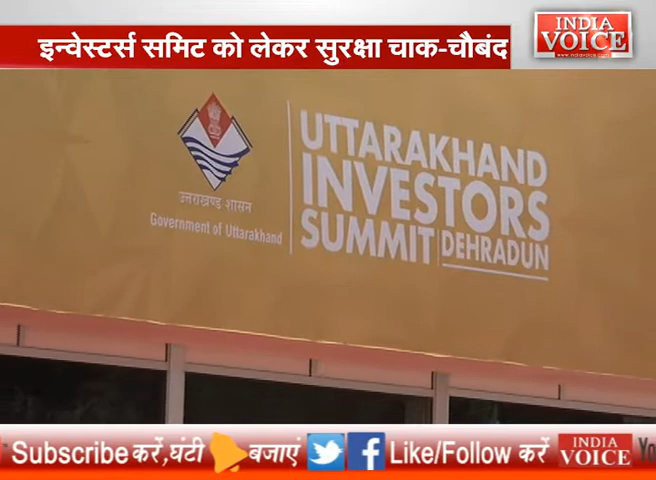 इन्वेस्टर्स समिट को लेकर सुरक्षा चाक-चौबंद
INDIA
VOICE
उत्तराखण्ड शासन
Government of Uttarakhand
UTTARAKHAND
INVESTORS
SUMMIT DEHRADUN
Subscribe करें,घंटी बजाएं Like/Follow करें INDIA VOICE